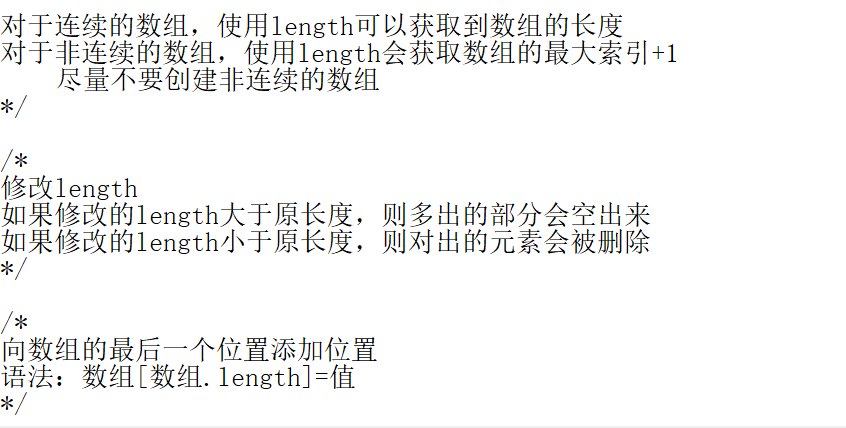 对于连续的数组，使用length可以获取到数组的长度
对于非连续的数组，使用length会获取数组的最大索引+1
尽量不要创建非连续的数组
*/
/*
修改length
如果修改的length大于原长度，则多出的部分会空出来
如果修改的length小于原长度，则对出的元素会被删除
*/
/*
向数组的最后一个位置添加位置
语法：数组[数组.length]=值
*/